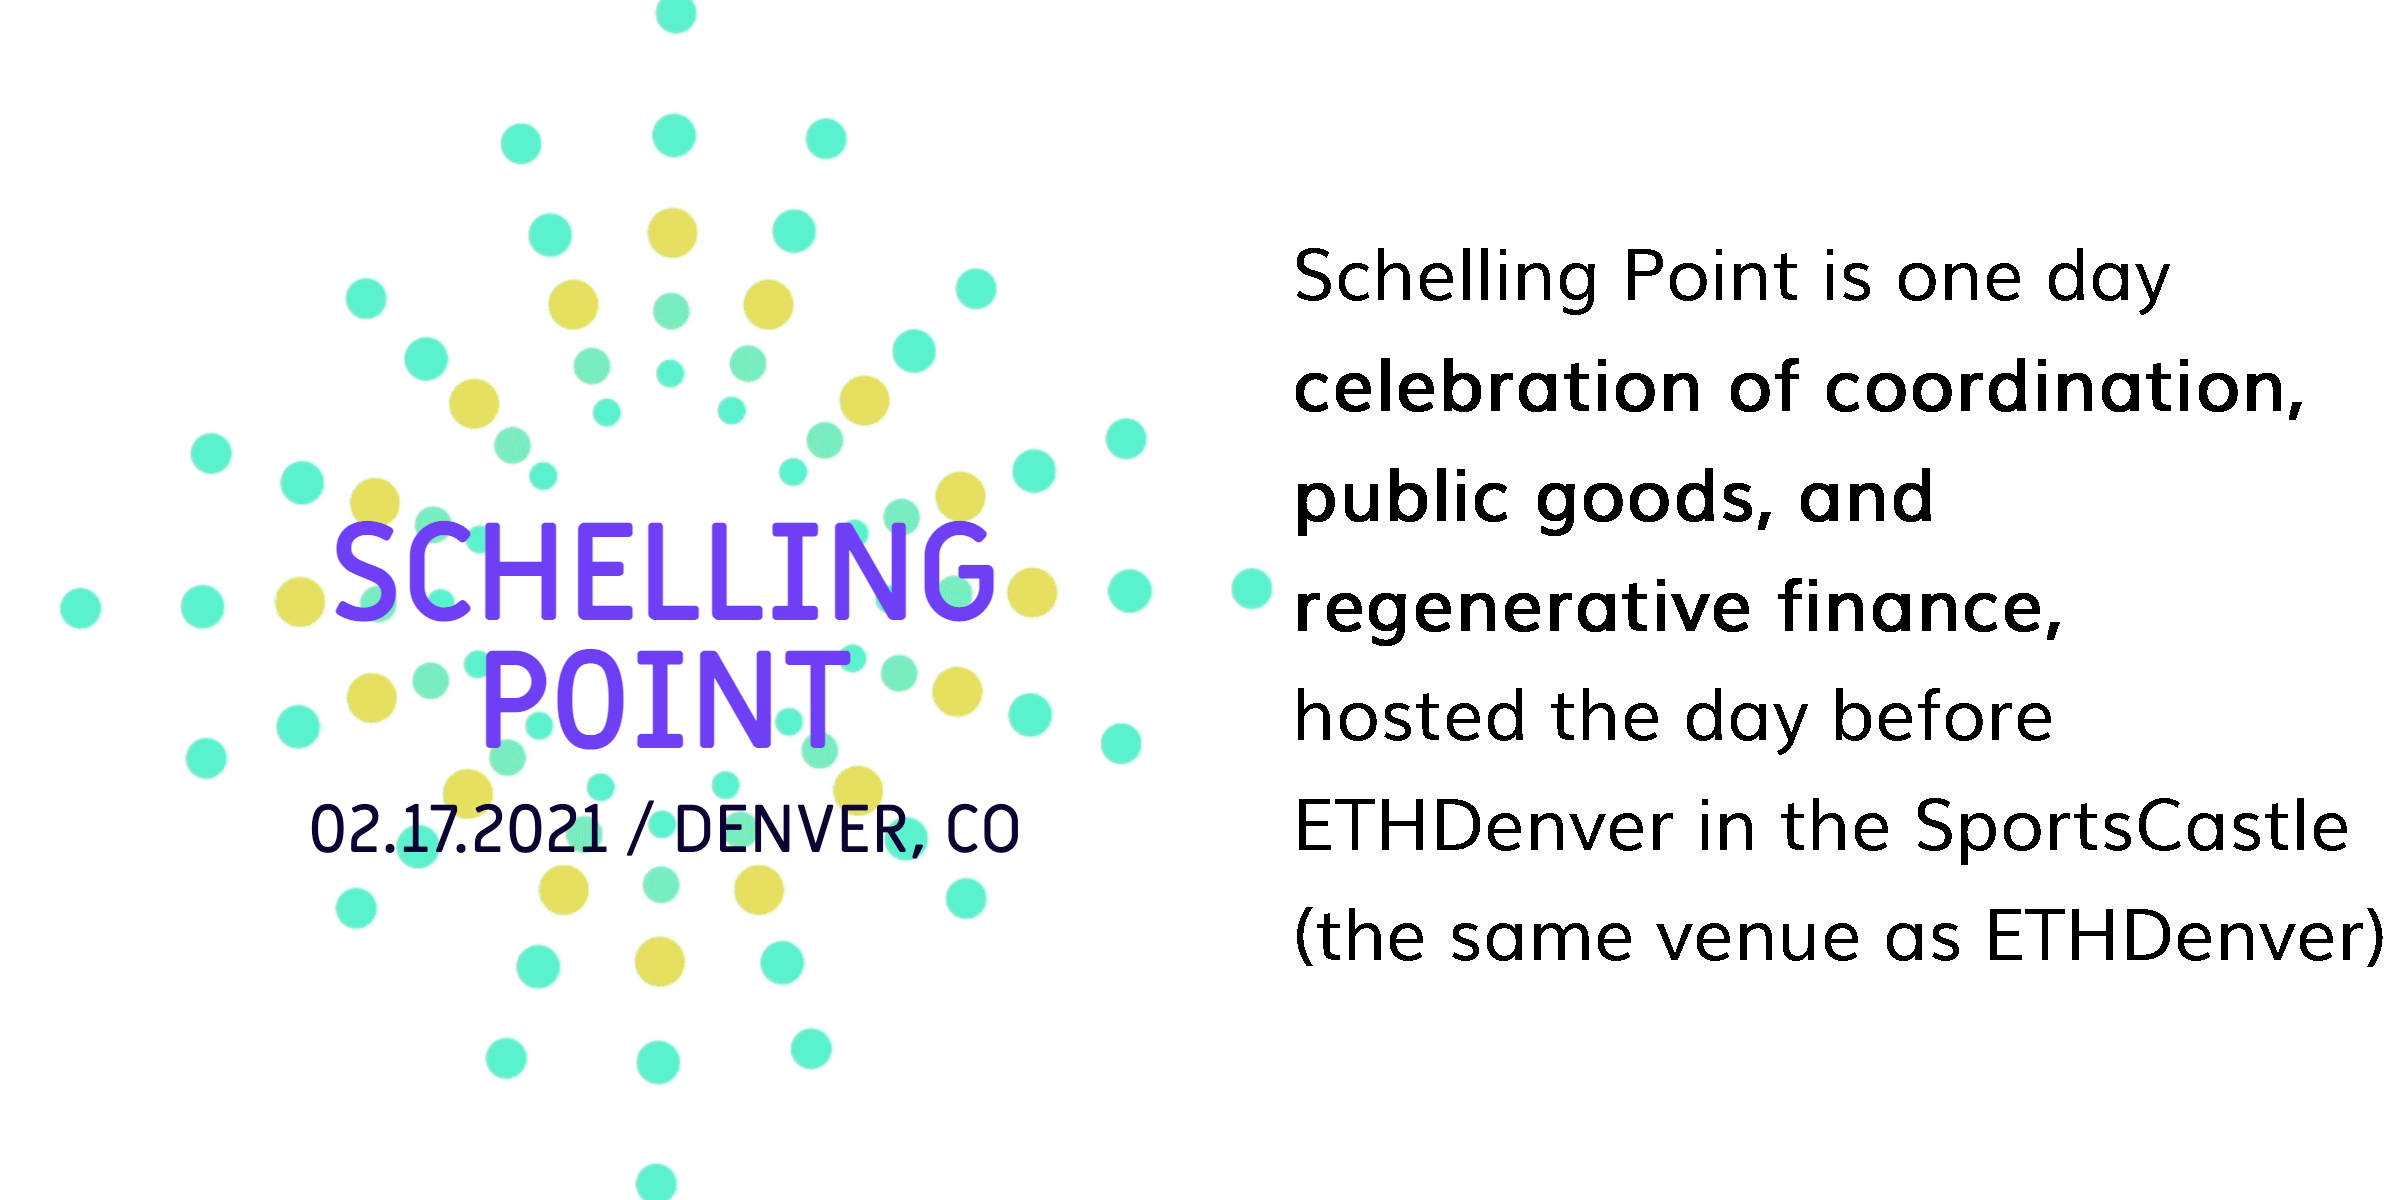 SCHELLING
POINT
02.17.2021 / DENVER, CO
Schelling Point is one day
celebration of coordination,
public goods, and
regenerative finance,
hosted the day before
ETHDenver in the SportsCastle
(the same venue as ETHDenver)